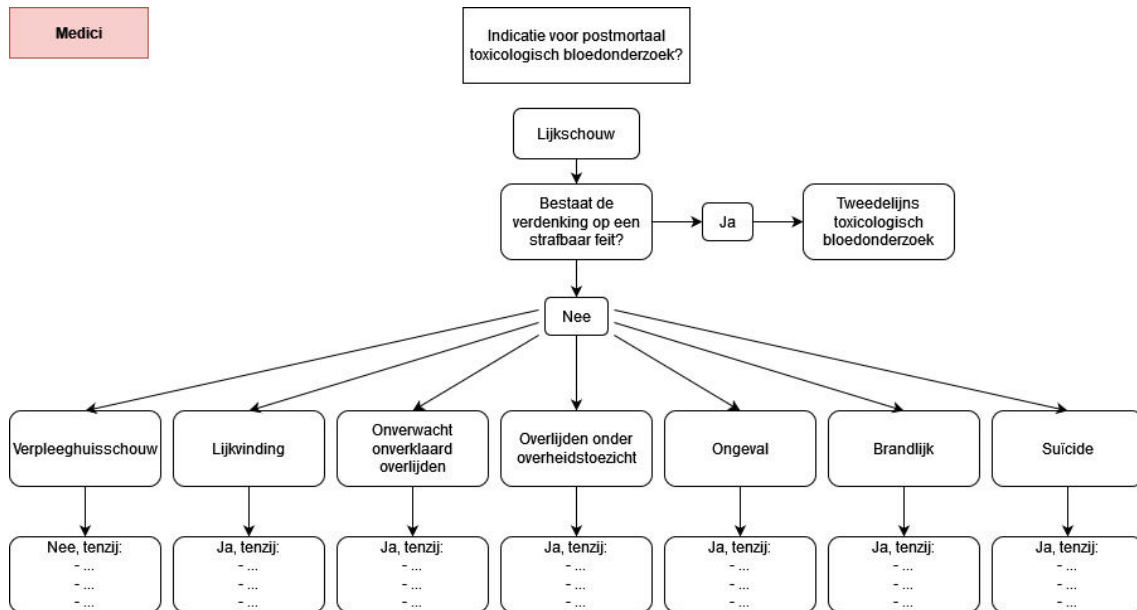 Medici
Indicatie voor postmortaal
toxicologisch bloedonderzoek?
Lijkschouw
Bestaat de
verdenking op een
strafbaar feit?
Ja
Tweedelijns
toxicologisch
bloedonderzoek
Nee
Verpleeghuisschouw
Lijkvinding
Onverwacht
onverklaard
overlijden
Overlijden onder
overheidstoezicht
Ongeval
Brandlijk
Suïcide
Nee, tenzij:
- ...
- ...
- ...
Ja, tenzij:
- ...
- ...
- ...
Ja, tenzij:
- ...
- ...
- ...
Ja, tenzij:
- ...
- ...
- ...
Ja, tenzij:
- ...
- ...
- ...
Ja, tenzij:
- ...
- ...
- ...
Ja, tenzij:
- ...
- ...
- ...